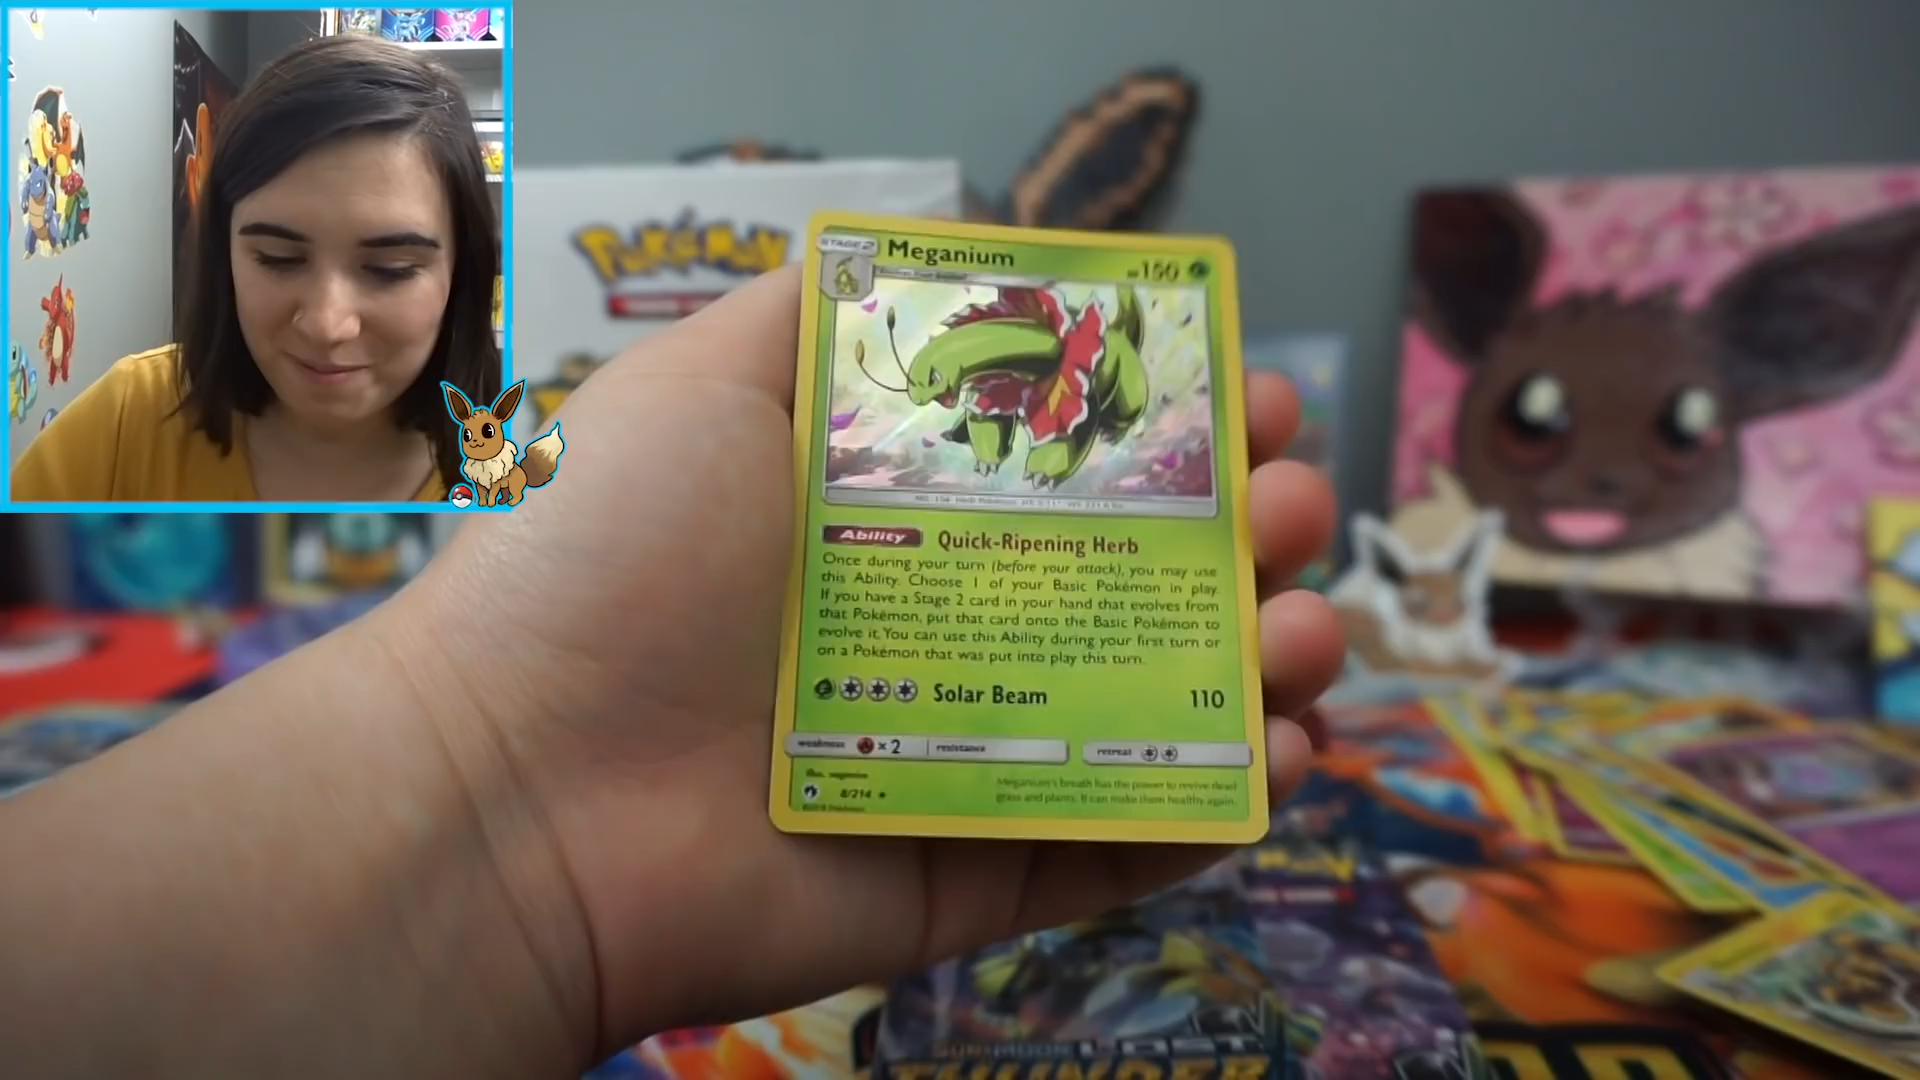 POKÉMON
STAGE 2
Meganium
HP 150
Ability
Quick-Ripening Herb
Once during your turn (before your attack), you may use
this Ability. Choose 1 of your Basic Pokémon in play.
If you have a Stage 2 card in your hand that evolves from
that Pokémon, put that card onto the Basic Pokémon to
evolve it. You can use this Ability during your first turn or
on a Pokémon that was put into play this turn.
Solar Beam 110
weakness × 2
resistance
retreat
8/214
Meganium's breath has the power to revive dead
grass and plants. It can make them healthy again.
LOST
THUNDER